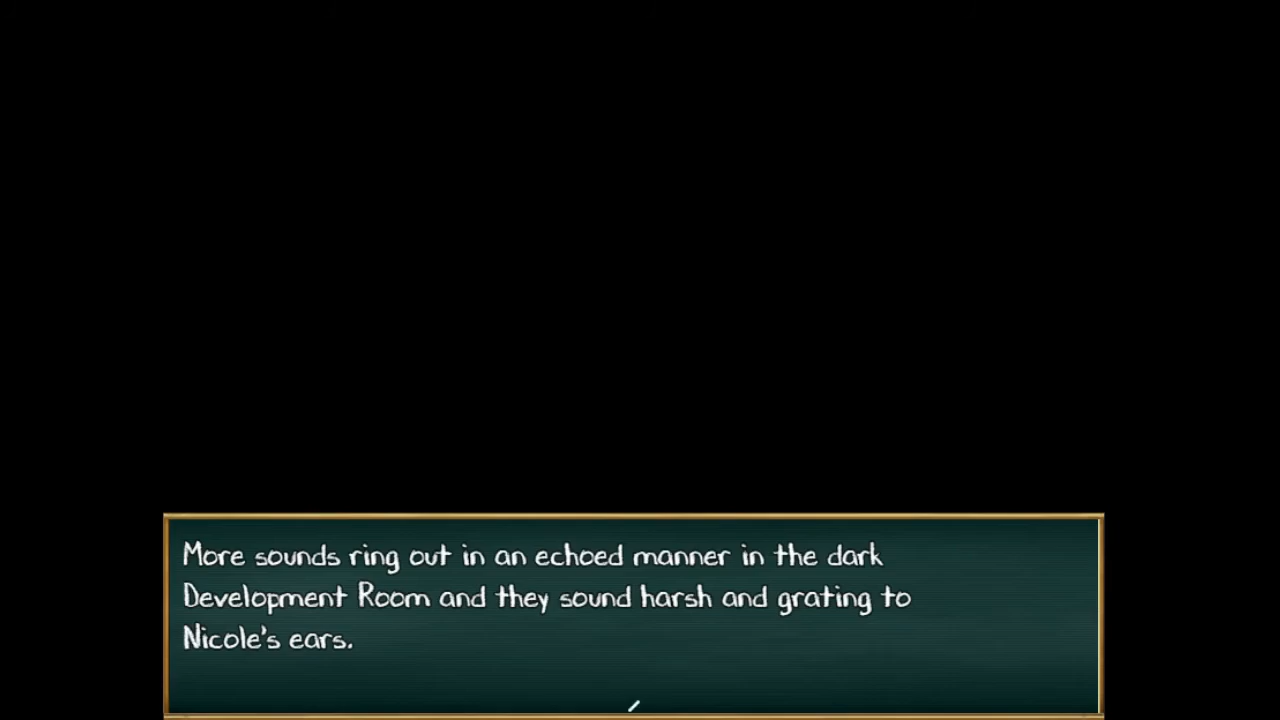 More sounds ring out in an echoed manner in the dark
Development Room and they sound harsh and grating to
Nicole's ears.